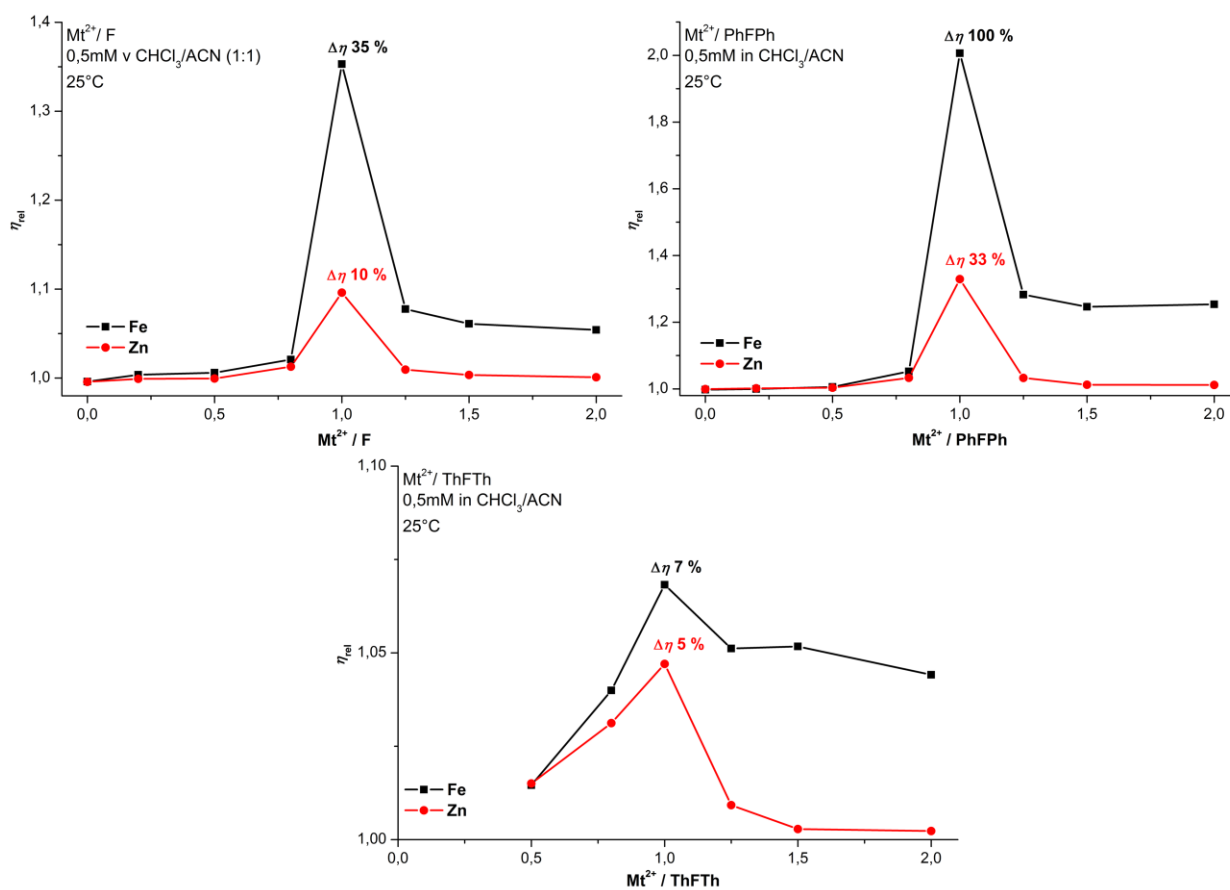 Mt²⁺/ F
0,5mM v CHCl₃/ACN (1:1)
25°C
Δη 35 %
Δη 10 %
1,4
1,3
1,2
1,1
1,0
η_rel
Fe
Zn
0,0 0,5 1,0 1,5 2,0
Mt²⁺ / F
Mt²⁺/ PhFPh
0,5mM in CHCl₃/ACN
25°C
Δη 100 %
Δη 33 %
2,0
1,8
1,6
1,4
1,2
1,0
η_rel
Fe
Zn
0,0 0,5 1,0 1,5 2,0
Mt²⁺ / PhFPh
Mt²⁺/ ThFTh
0,5mM in CHCl₃/ACN
25°C
Δη 7 %
Δη 5 %
1,10
1,05
1,00
η_rel
Fe
Zn
0,0 0,5 1,0 1,5 2,0
Mt²⁺ / ThFTh